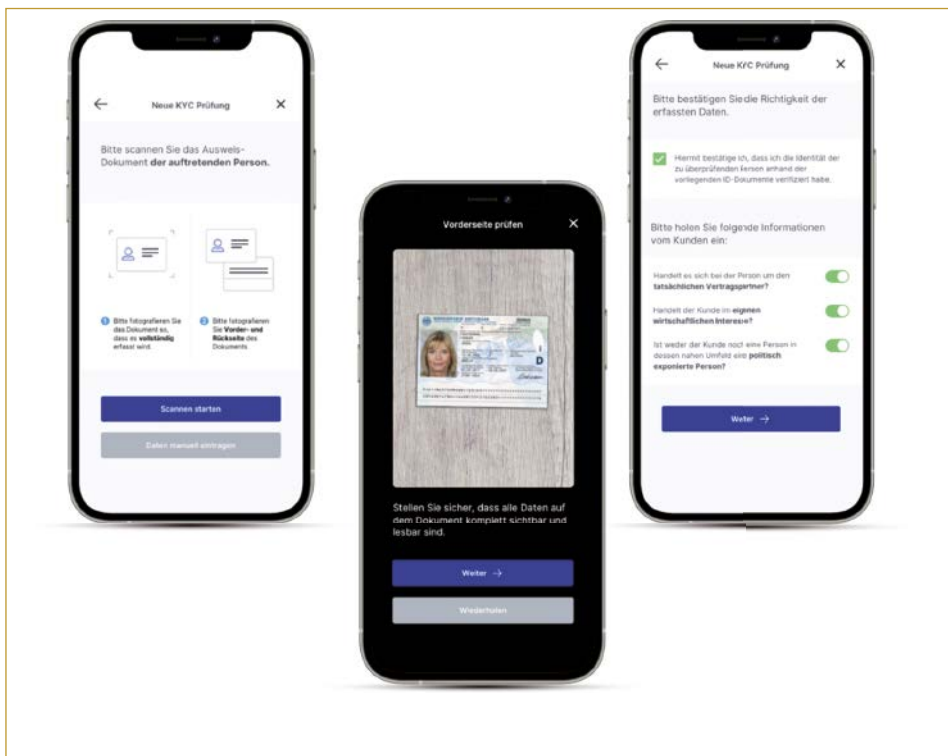 Neue KYC Prüfung
Bitte scannen Sie das Ausweis-
Dokument der auftretenden Person.
1 Bitte fotografieren Sie
das Dokument so,
dass es vollständig
erfasst wird
2 Bitte fotografieren
Sie Vorder- und
Rückseite des
Dokuments
Scannen starten
Daten manuell eintragen
Vorderseite prüfen
D
Stellen Sie sicher, dass alle Daten auf
dem Dokument komplett sichtbar und
lesbar sind.
Weiter →
Wiederholen
Neue KYC Prüfung
Bitte bestätigen Sie die Richtigkeit der
erfassten Daten.
Hiermit bestätige ich, dass ich die Identität der
zu überprüfenden Person anhand der
vorliegenden ID-Dokumente verifiziert habe.
Bitte holen Sie folgende Informationen
vom Kunden ein:
Handelt es sich bei der Person um den
tatsächlichen Vertragspartner?
Handelt der Kunde im eigenen
wirtschaftlichen Interesse?
Ist weder der Kunde noch eine Person in
dessen nahen Umfeld eine politisch
exponierte Person?
Weiter →